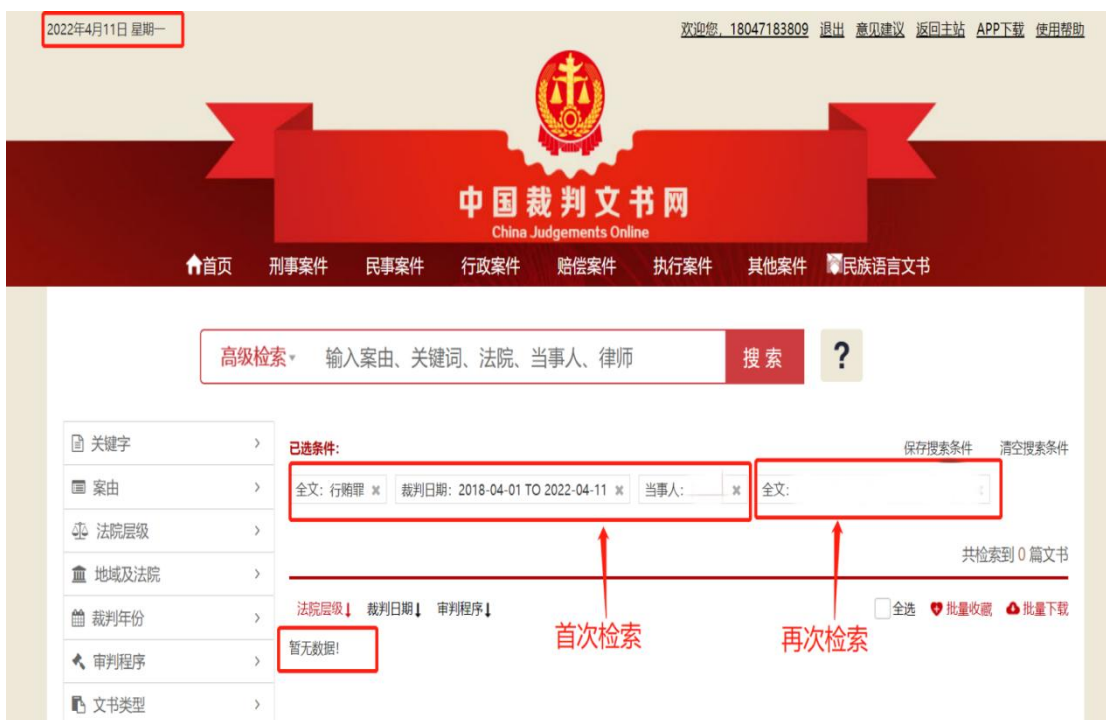 2022年4月11日 星期一
欢迎您，18047183809 退出 意见建议 返回主站 APP下载 使用帮助
中国裁判文书网
China Judgements Online
首页 刑事案件 民事案件 行政案件 赔偿案件 执行案件 其他案件 民族语言文书
高级检索 输入案由、关键词、法院、当事人、律师 搜索 ?
关键字
案由
法院层级
地域及法院
裁判年份
审判程序
文书类型
已选条件：
保存搜索条件 清空搜索条件
全文：行贿罪 × 裁判日期：2018-04-01 TO 2022-04-11 × 当事人： × 全文：
共检索到 0 篇文书
法院层级 裁判日期 审判程序
全选 批量收藏 批量下载
首次检索 再次检索
暂无数据!